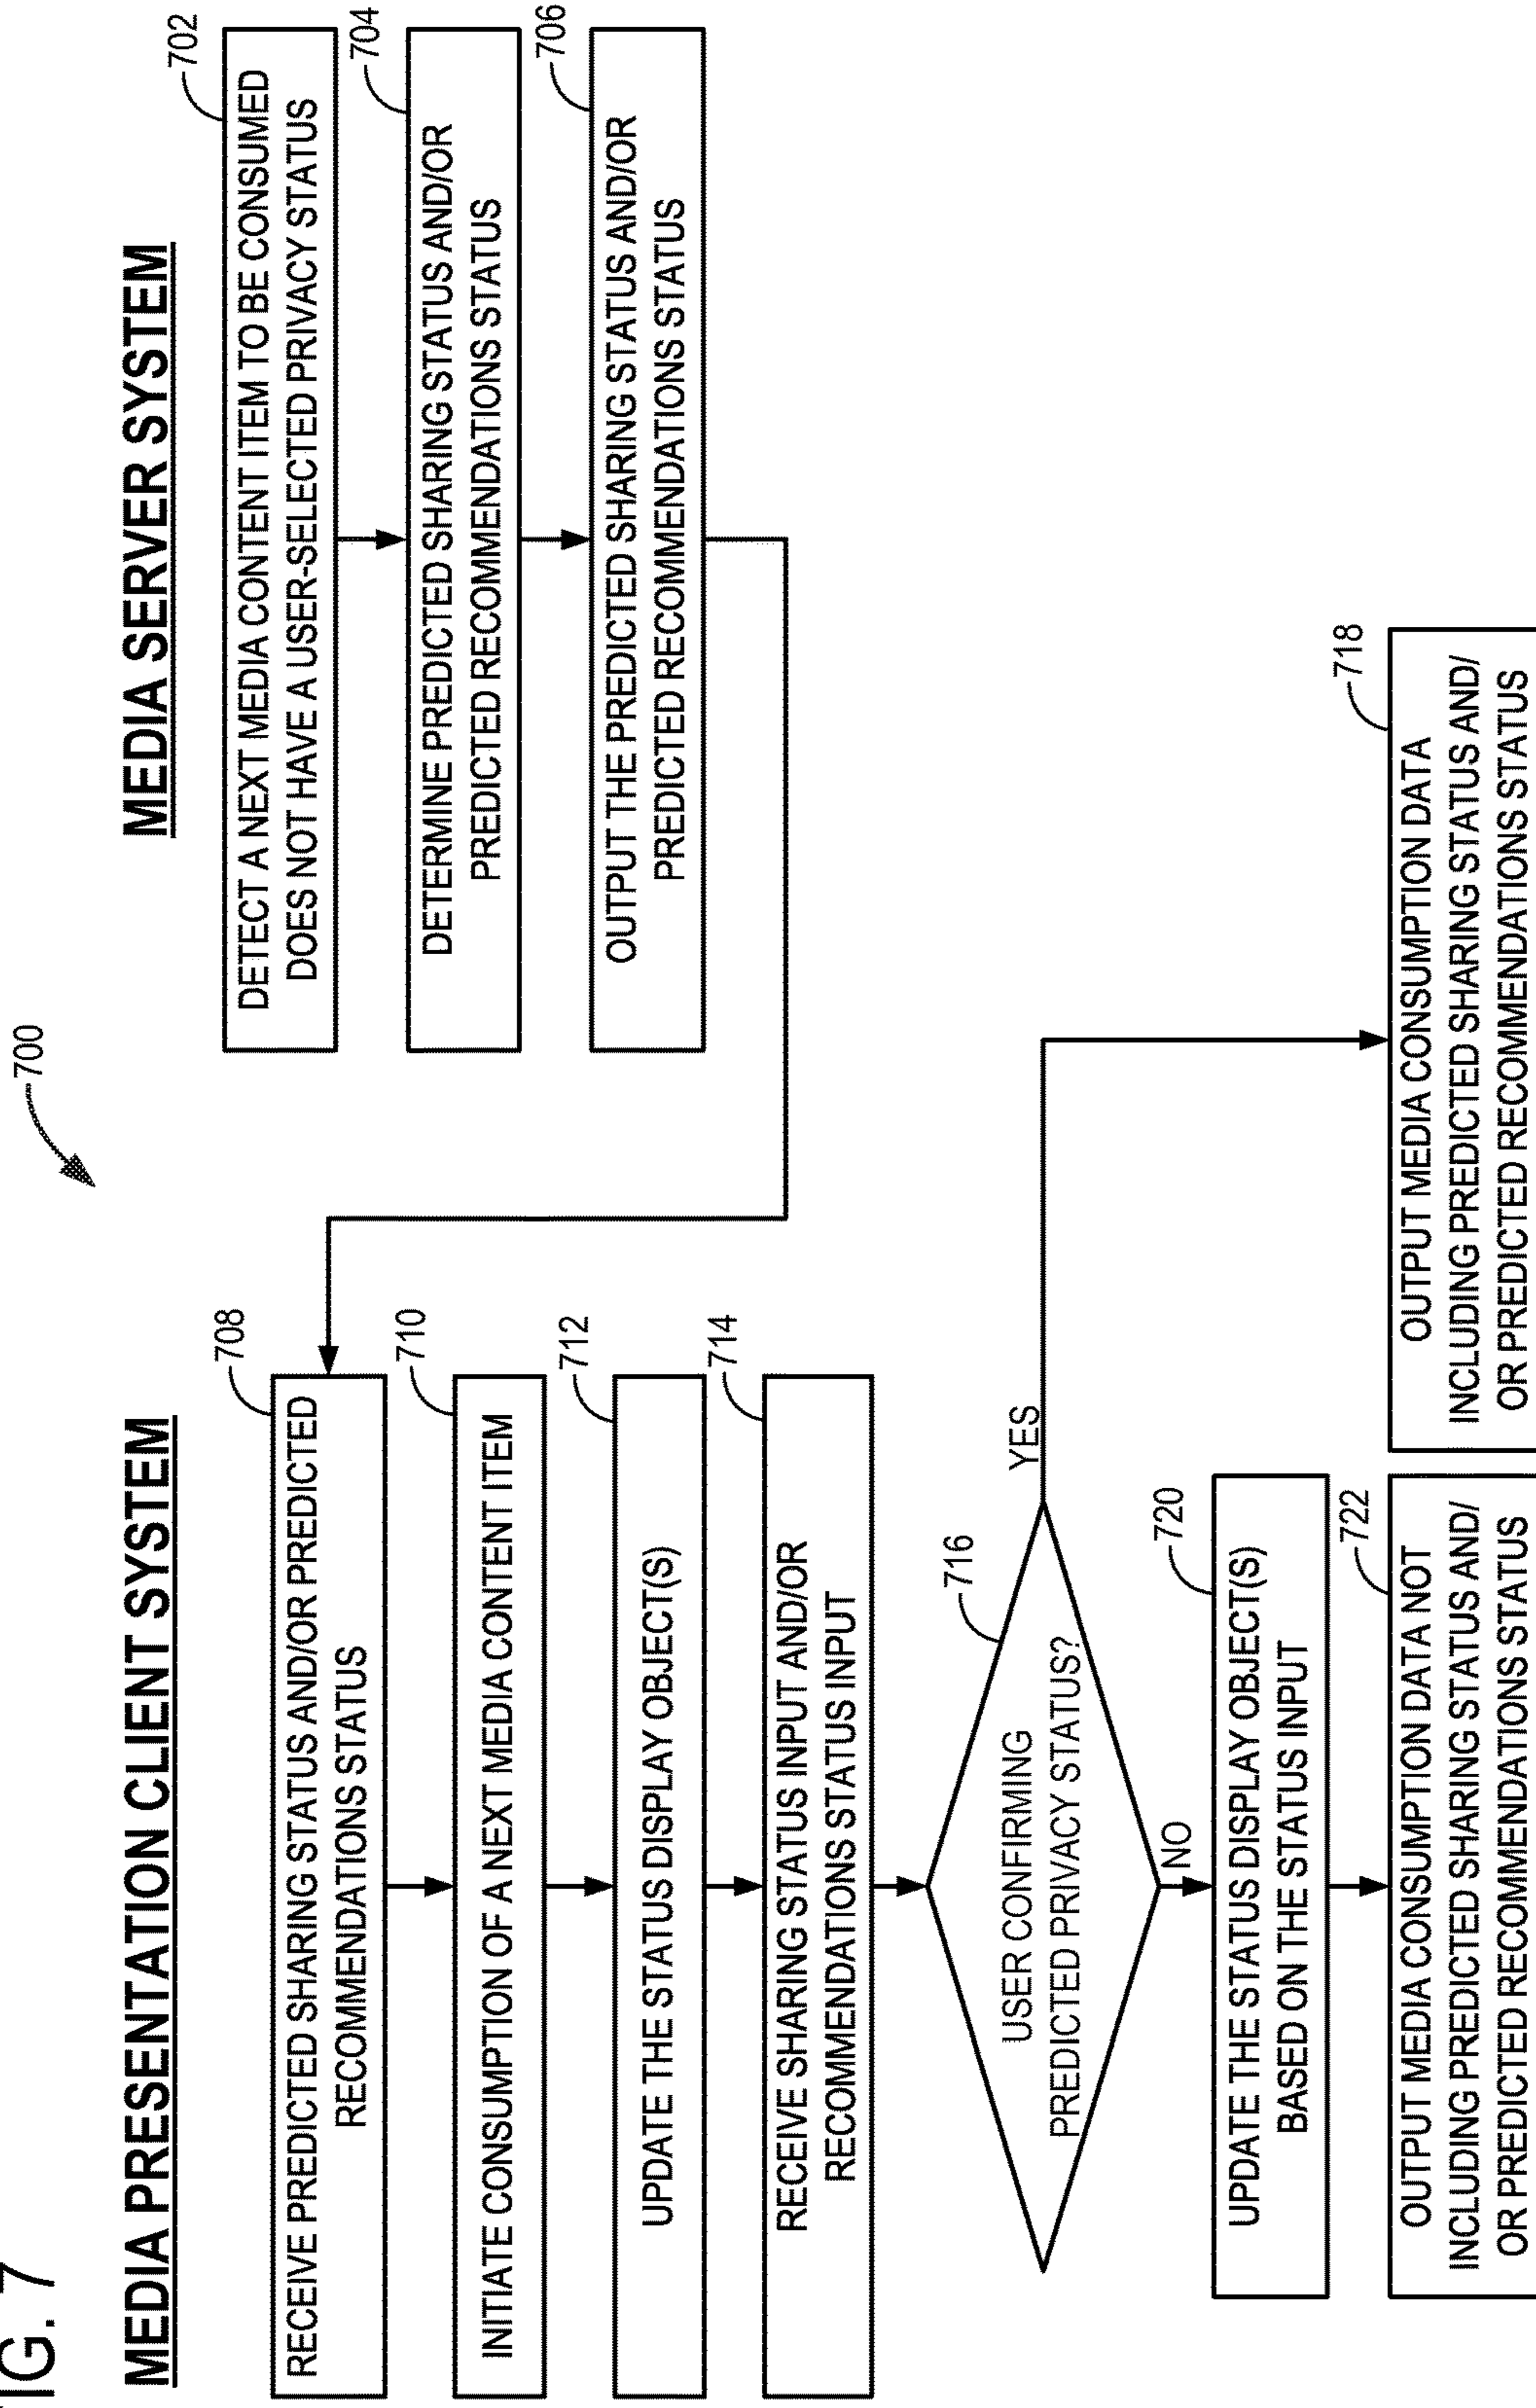 FIG. 7
700
MEDIA PRESENTATION CLIENT SYSTEM
708
RECEIVE PREDICTED SHARING STATUS AND/OR PREDICTED
RECOMMENDATIONS STATUS
710
INITIATE CONSUMPTION OF A NEXT MEDIA CONTENT ITEM
712
UPDATE THE STATUS DISPLAY OBJECT(S)
714
RECEIVE SHARING STATUS INPUT AND/OR
RECOMMENDATIONS STATUS INPUT
716
USER CONFIRMING
PREDICTED PRIVACY STATUS?
YES
NO
720
UPDATE THE STATUS DISPLAY OBJECT(S)
BASED ON THE STATUS INPUT
722
OUTPUT MEDIA CONSUMPTION DATA NOT
INCLUDING PREDICTED SHARING STATUS AND/
OR PREDICTED RECOMMENDATIONS STATUS
MEDIA SERVER SYSTEM
702
DETECT A NEXT MEDIA CONTENT ITEM TO BE CONSUMED
DOES NOT HAVE A USER-SELECTED PRIVACY STATUS
704
DETERMINE PREDICTED SHARING STATUS AND/OR
PREDICTED RECOMMENDATIONS STATUS
706
OUTPUT THE PREDICTED SHARING STATUS AND/OR
PREDICTED RECOMMENDATIONS STATUS
718
OUTPUT MEDIA CONSUMPTION DATA
INCLUDING PREDICTED SHARING STATUS AND/
OR PREDICTED RECOMMENDATIONS STATUS